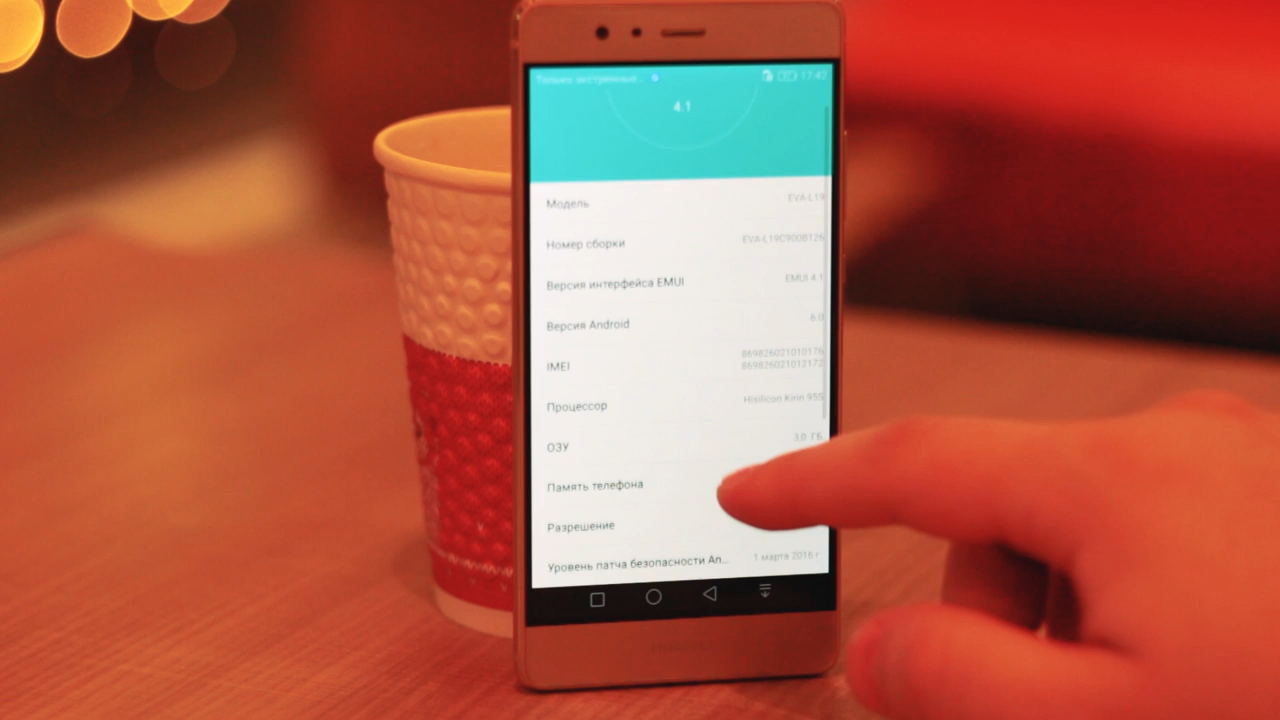 Только экстренные
17:42
4.1
Модель EVA-L19
Номер сборки EVA-L19C900B126
Версия интерфейса EMUI EMUI 4.1
Версия Android 6.0
IMEI 869826021010176
869826021012172
Процессор Hisilicon Kirin 955
ОЗУ 3,0 ГБ
Память телефона
Разрешение
Уровень патча безопасности An... 1 марта 2016 г
HUAWEI